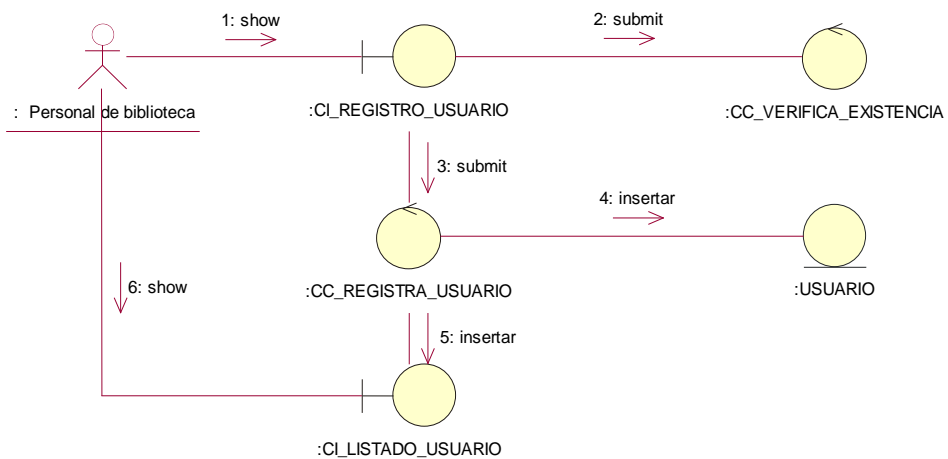 1: show
2: submit
: Personal de biblioteca
:CI_REGISTRO_USUARIO
:CC_VERIFICA_EXISTENCIA
3: submit
4: insertar
6: show
:CC_REGISTRA_USUARIO
:USUARIO
5: insertar
:CI_LISTADO_USUARIO